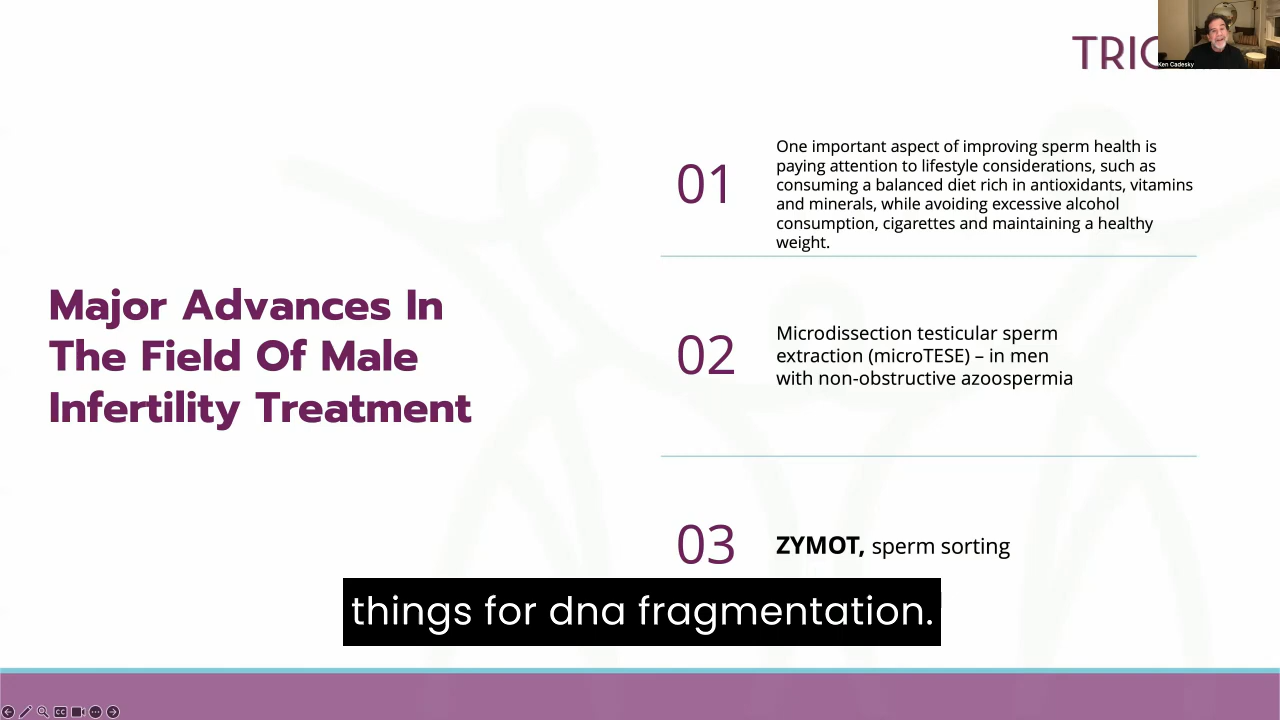 TRIO
Ken Cadesky
Major Advances In
The Field Of Male
Infertility Treatment
01
One important aspect of improving sperm health is
paying attention to lifestyle considerations, such as
consuming a balanced diet rich in antioxidants, vitamins
and minerals, while avoiding excessive alcohol
consumption, cigarettes and maintaining a healthy
weight.
02
Microdissection testicular sperm
extraction (microTESE) – in men
with non-obstructive azoospermia
03
ZYMOT, sperm sorting
things for dna fragmentation.
CC